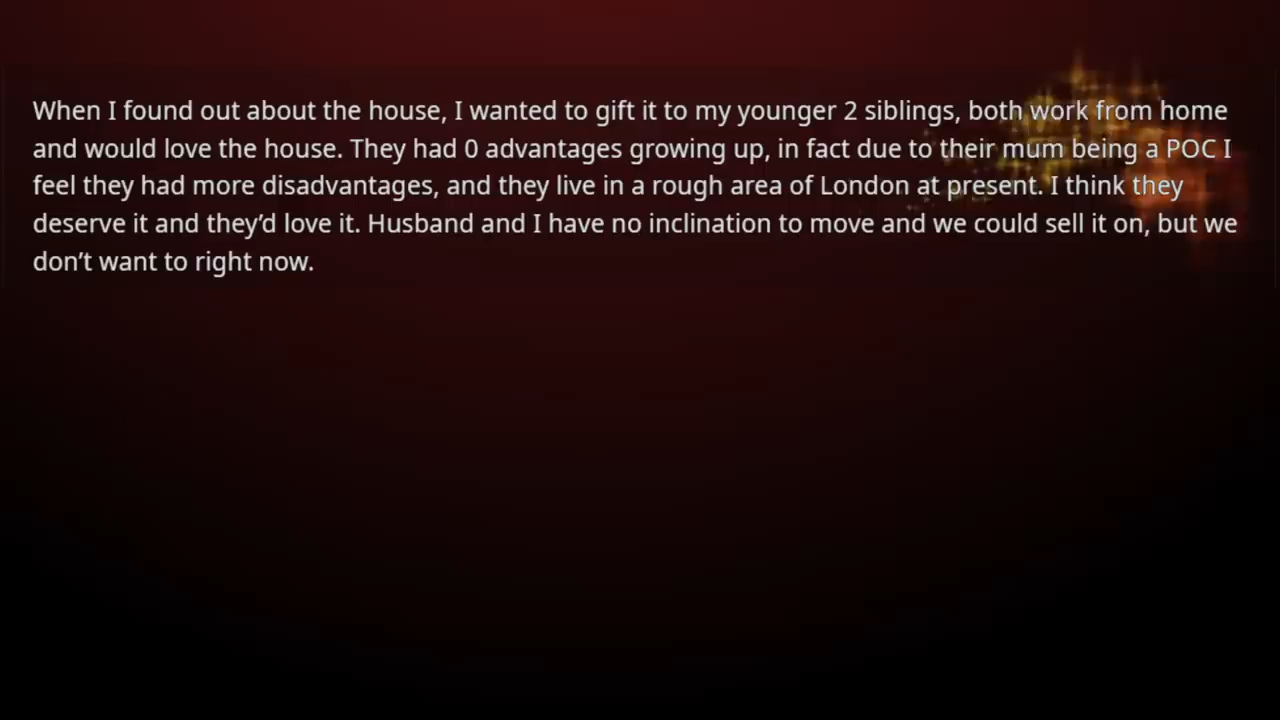 When I found out about the house, I wanted to gift it to my younger 2 siblings, both work from home
and would love the house. They had 0 advantages growing up, in fact due to their mum being a POC I
feel they had more disadvantages, and they live in a rough area of London at present. I think they
deserve it and they’d love it. Husband and I have no inclination to move and we could sell it on, but we
don’t want to right now.